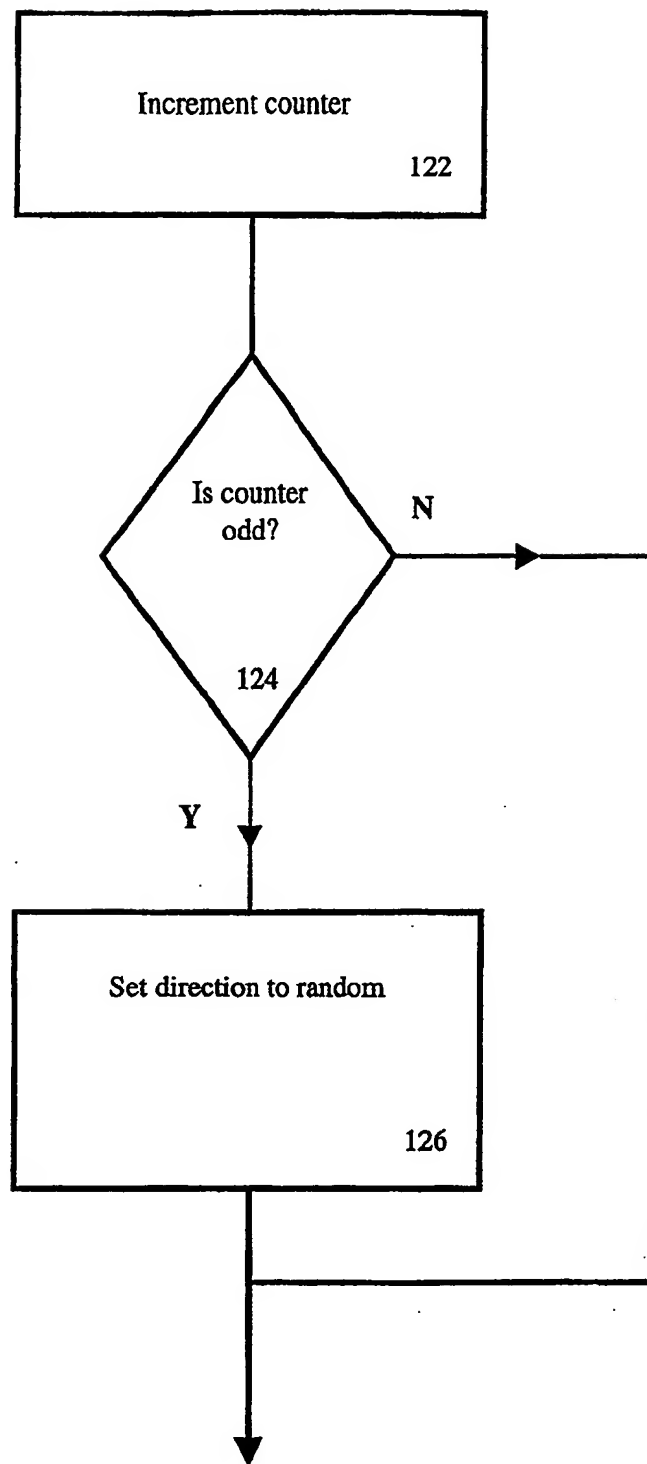 Increment counter
122
Is counter
odd?
N
124
Y
Set direction to random
126